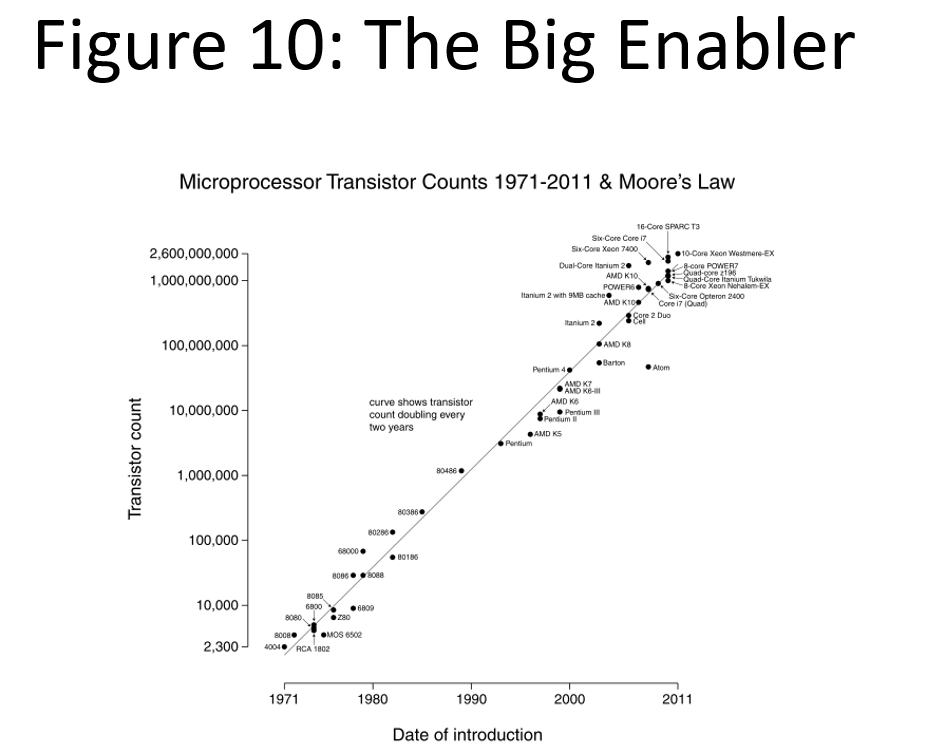 Figure 10: The Big Enabler
Microprocessor Transistor Counts 1971-2011 & Moore's Law
16-Core SPARC T3
Six-Core Core i7
Six-Core Xeon 7400
10-Core Xeon Westmere-EX
Dual-Core Itanium 2
8-core POWER7
Quad-core z196
AMD K10
Quad-Core Itanium Tukwila
POWER6
8-Core Xeon Nehalem-EX
Itanium 2 with 9MB cache
Six-Core Opteron 2400
AMD K10
Core i7 (Quad)
Core 2 Duo
Itanium 2
Cell
AMD K8
Barton
Pentium 4
Atom
AMD K7
AMD K6-III
curve shows transistor
count doubling every
two years
AMD K6
Pentium III
Pentium II
AMD K5
Pentium
80486
80386
80286
68000
80186
8086
8088
8085
6800
6809
8080
Z80
8008
MOS 6502
4004
RCA 1802
2,600,000,000
1,000,000,000
100,000,000
10,000,000
1,000,000
100,000
10,000
2,300
Transistor count
1971
1980
1990
2000
2011
Date of introduction